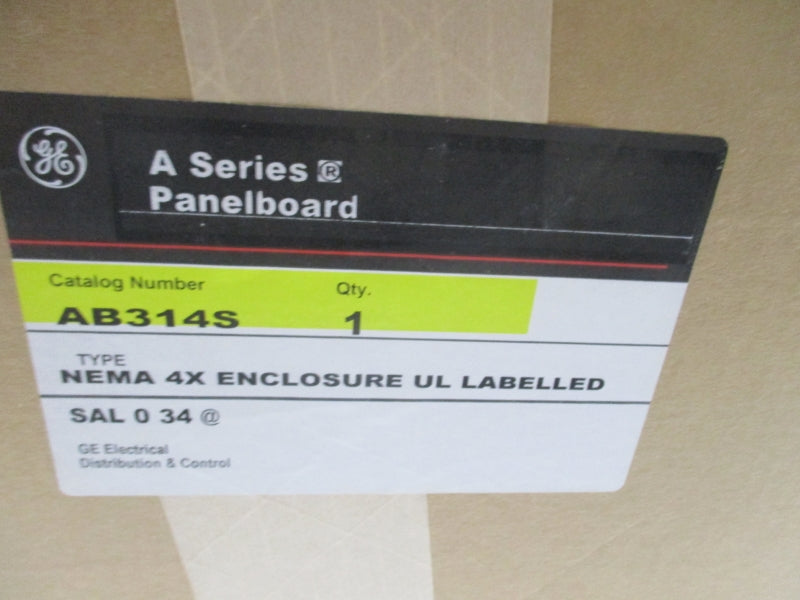 GE
A Series ®
Panelboard
Catalog Number Qty.
AB314S 1
TYPE
NEMA 4X ENCLOSURE UL LABELLED
SAL 0 34 @
GE Electrical
Distribution & Control